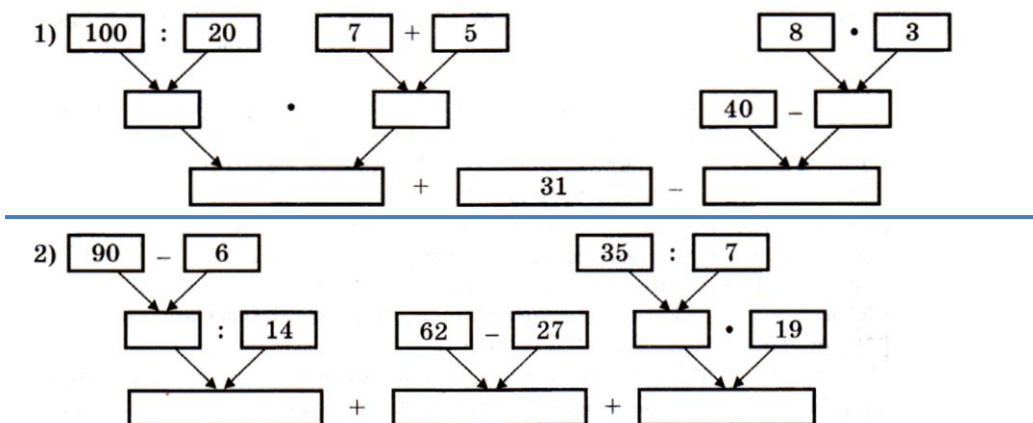 1) 100 : 20 7 + 5 8 • 3
• 40 –
+ 31 –
2) 90 – 6 35 : 7
: 14 62 – 27 • 19
+ +